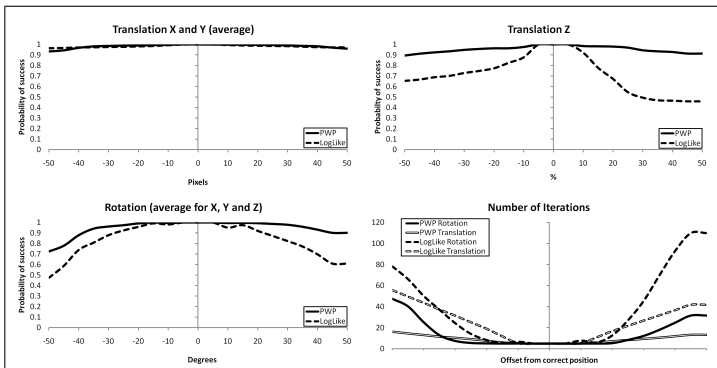 Translation X and Y (average)
Probability of success
1
0.9
0.8
0.7
0.6
0.5
0.4
0.3
0.2
0.1
0
PWP
LogLike
-50 -40 -30 -20 -10 0 10 20 30 40 50
Pixels
Translation Z
Probability of success
1
0.9
0.8
0.7
0.6
0.5
0.4
0.3
0.2
0.1
0
PWP
LogLike
-50 -40 -30 -20 -10 0 10 20 30 40 50
%
Rotation (average for X, Y and Z)
Probability of success
1
0.9
0.8
0.7
0.6
0.5
0.4
0.3
0.2
0.1
0
PWP
LogLike
-50 -40 -30 -20 -10 0 10 20 30 40 50
Degrees
Number of Iterations
PWP Rotation
PWP Translation
LogLike Rotation
LogLike Translation
120
100
80
60
40
20
0
Offset from correct position